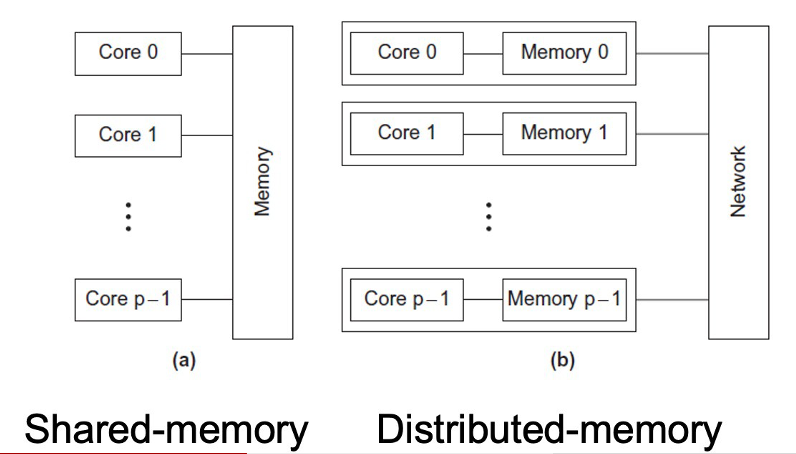 Core 0
Core 1
⋮
Core p−1
Memory
(a)
Core 0 Memory 0
Core 1 Memory 1
⋮
Core p−1 Memory p−1
Network
(b)
Shared-memory
Distributed-memory